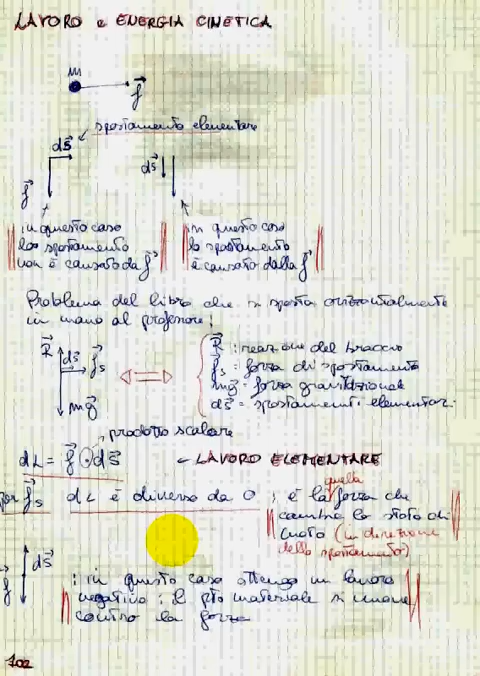 LAVORO e ENERGIA CINETICA
m
f
spostamento elementare
ds
ds
f
in questo caso
lo spostamento
non è causato da f
in questo caso
lo spostamento
è causato dalla f
Problema del libro che si sposta orizzontalmente
in mano al professore:
R
ds
fs
mg
R : reazione del braccio
fs : forza di spostamento
mg = forza gravitazionale
ds = spostamenti elementari
prodotto scalare
dL = f · ds - LAVORO ELEMENTARE
per fs dL è diverso da 0 ; è la quella forza che
cambia lo stato di
moto (in direzione
dello spostamento)
ds
f
: in questo caso ottengo un lavoro
negativo : il pto materiale si muove
contro la forza
102